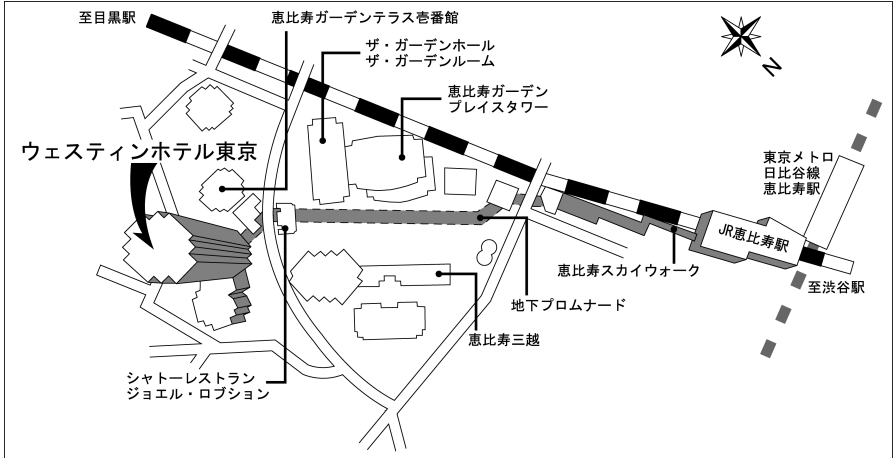 至目黒駅
恵比寿ガーデンテラス壱番館
ザ・ガーデンホール
ザ・ガーデンルーム
恵比寿ガーデン
プレイスタワー
N
ウェスティンホテル東京
東京メトロ
日比谷線
恵比寿駅
JR恵比寿駅
恵比寿スカイウォーク
至渋谷駅
地下プロムナード
恵比寿三越
シャトーレストラン
ジョエル・ロブション